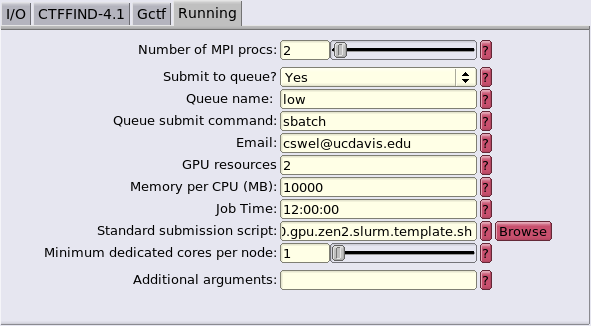 I/O CTFFIND-4.1 Gctf Running
Number of MPI procs: 2 ?
Submit to queue? Yes ?
Queue name: low ?
Queue submit command: sbatch ?
Email: cswel@ucdavis.edu ?
GPU resources 2 ?
Memory per CPU (MB): 10000 ?
Job Time: 12:00:00 ?
Standard submission script: ).gpu.zen2.slurm.template.sh ? Browse
Minimum dedicated cores per node: 1 ?
Additional arguments: ?